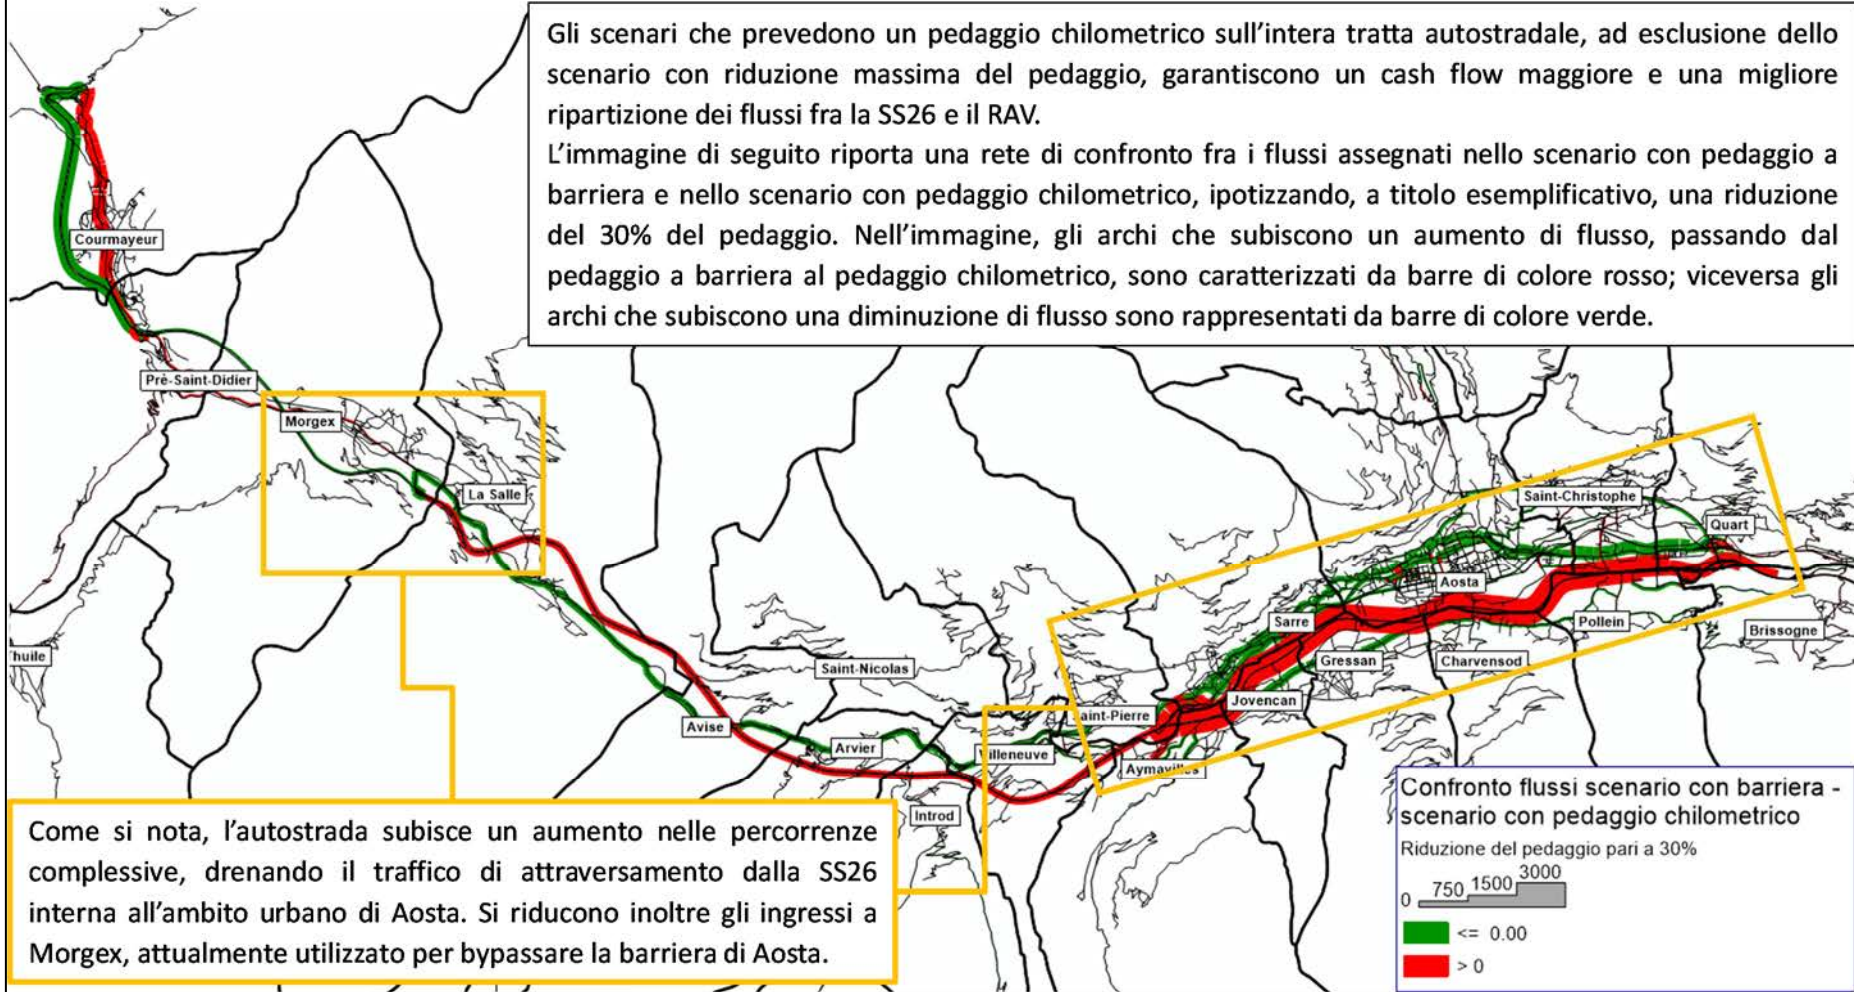 Gli scenari che prevedono un pedaggio chilometrico sull'intera tratta autostradale, ad esclusione dello
scenario con riduzione massima del pedaggio, garantiscono un cash flow maggiore e una migliore
ripartizione dei flussi fra la SS26 e il RAV.
L'immagine di seguito riporta una rete di confronto fra i flussi assegnati nello scenario con pedaggio a
barriera e nello scenario con pedaggio chilometrico, ipotizzando, a titolo esemplificativo, una riduzione
del 30% del pedaggio. Nell'immagine, gli archi che subiscono un aumento di flusso, passando dal
pedaggio a barriera al pedaggio chilometrico, sono caratterizzati da barre di colore rosso; viceversa gli
archi che subiscono una diminuzione di flusso sono rappresentati da barre di colore verde.
Courmayeur
Prè-Saint-Didier
Morgex
La Salle
Saint-Christophe
Quart
Aosta
Sarre
Pollein
Brissogne
huile
Saint-Nicolas
Gressan
Charvensod
Jovencan
Saint-Pierre
Avise
Arvier
Villeneuve
Aymavilles
Introd
Come si nota, l'autostrada subisce un aumento nelle percorrenze
complessive, drenando il traffico di attraversamento dalla SS26
interna all'ambito urbano di Aosta. Si riducono inoltre gli ingressi a
Morgex, attualmente utilizzato per bypassare la barriera di Aosta.
Confronto flussi scenario con barriera -
scenario con pedaggio chilometrico
Riduzione del pedaggio pari a 30%
0 750 1500 3000
<= 0.00
> 0